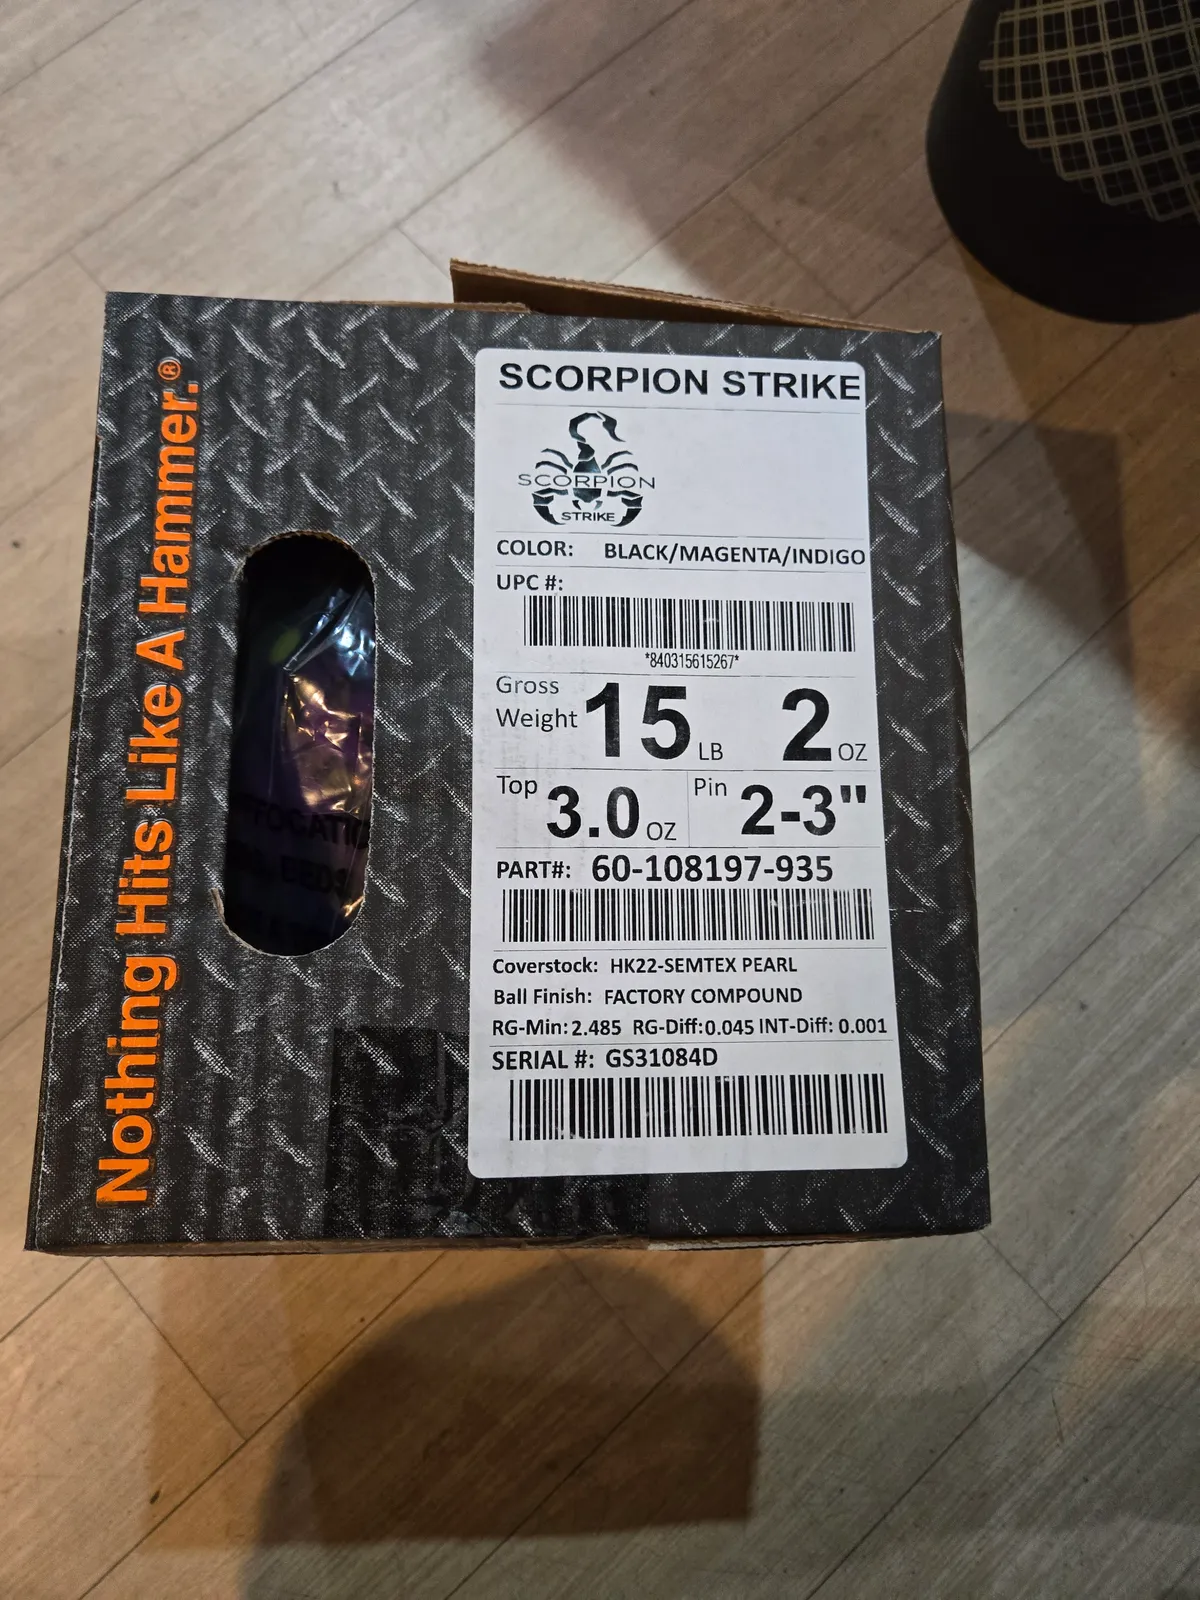 Nothing Hits Like A Hammer.®
SCORPION STRIKE
SCORPION
STRIKE
COLOR: BLACK/MAGENTA/INDIGO
UPC #:
*840315615267*
Gross
Weight 15 LB 2 OZ
Top 3.0 OZ Pin 2-3"
PART#: 60-108197-935
Coverstock: HK22-SEMTEX PEARL
Ball Finish: FACTORY COMPOUND
RG-Min: 2.485 RG-Diff: 0.045 INT-Diff: 0.001
SERIAL #: GS31084D